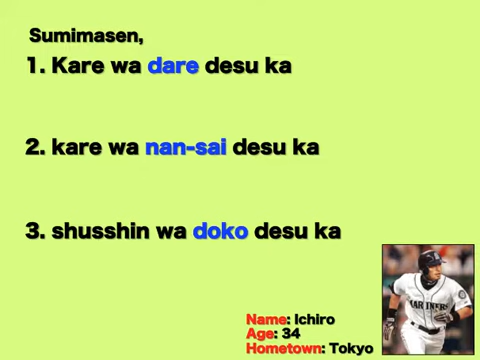 Sumimasen,
1. Kare wa dare desu ka
2. kare wa nan-sai desu ka
3. shusshin wa doko desu ka
MARINERS
Name: Ichiro
Age: 34
Hometown: Tokyo